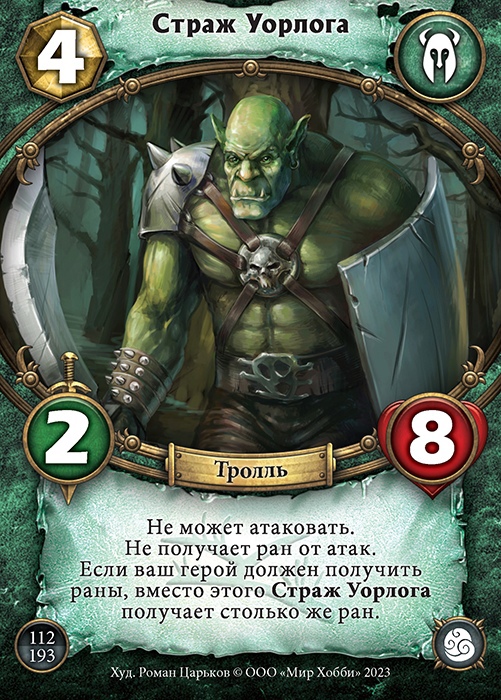 Страж Уорлога
4
2
8
Тролль
Не может атаковать.
Не получает ран от атак.
Если ваш герой должен получить
раны, вместо этого Страж Уорлога
получает столько же ран.
112
193
Худ. Роман Царьков © ООО «Мир Хобби» 2023